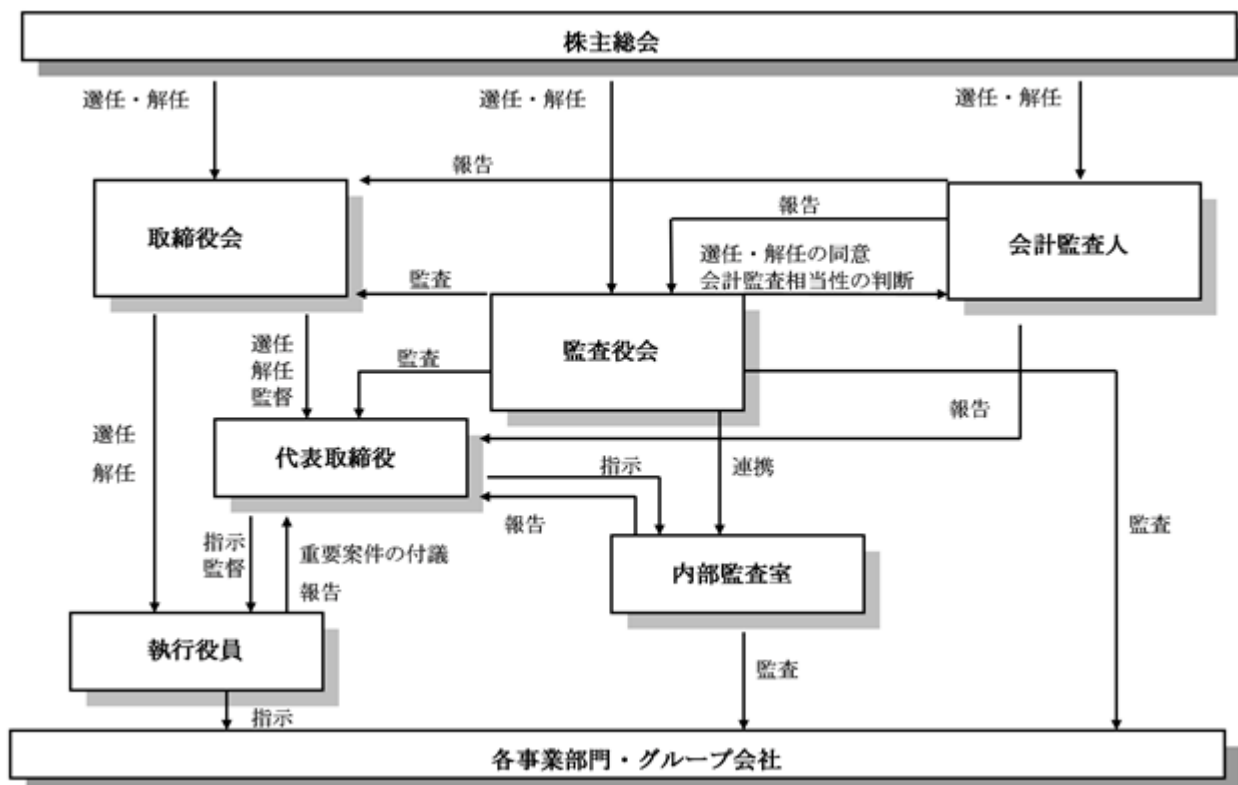 株主総会
選任・解任
選任・解任
選任・解任
報告
報告
取締役会
会計監査人
選任・解任の同意
会計監査相当性の判断
監査
監査役会
選任
解任
監督
監査
報告
選任
解任
代表取締役
指示
連携
報告
監査
指示
監督
重要案件の付議
報告
内部監査室
執行役員
監査
指示
各事業部門・グループ会社